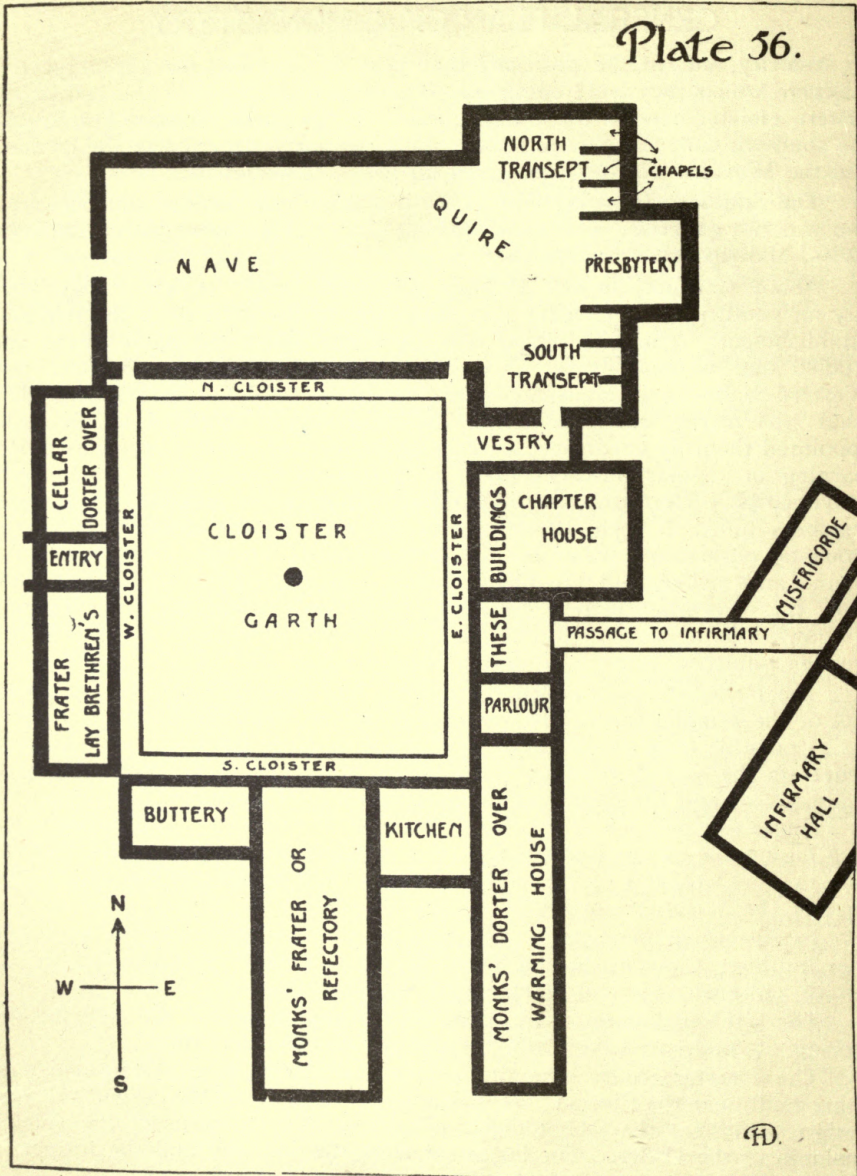 Plate 56.
NORTH
TRANSEPT
CHAPELS
QUIRE
NAVE
PRESBYTERY
SOUTH
TRANSEPT
N. CLOISTER
VESTRY
CELLAR
DORTER OVER
ENTRY
FRATER
LAY BRETHREN'S
W. CLOISTER
CLOISTER
GARTH
E. CLOISTER
S. CLOISTER
CHAPTER
HOUSE
THESE BUILDINGS
PARLOUR
PASSAGE TO INFIRMARY
MISERICORDE
INFIRMARY
HALL
BUTTERY
MONKS' FRATER OR
REFECTORY
KITCHEN
MONKS' DORTER OVER
WARMING HOUSE
N
W E
S
HD.